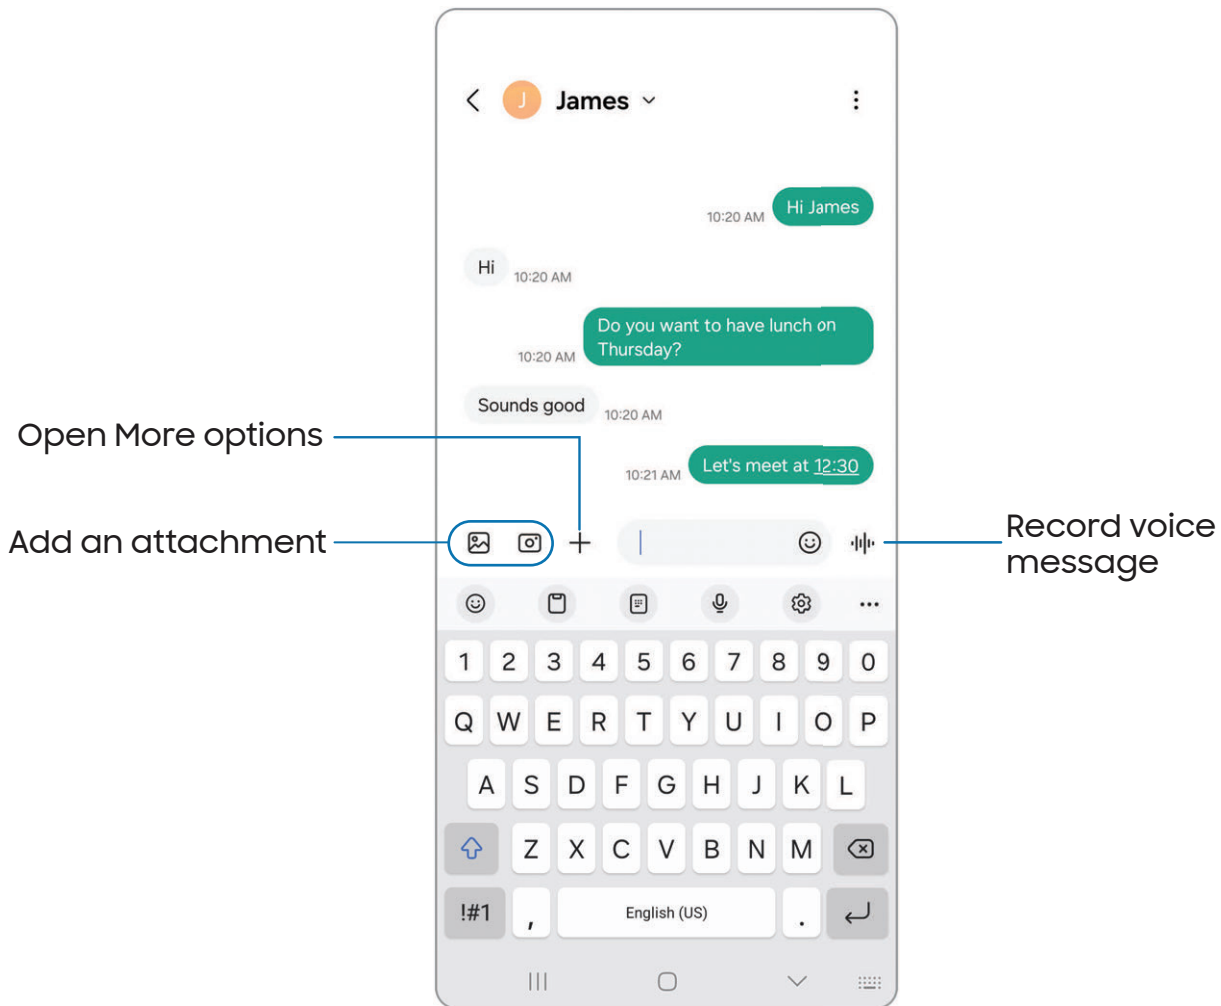 J James
10:20 AM Hi James
Hi 10:20 AM
Do you want to have lunch on
10:20 AM Thursday?
Sounds good 10:20 AM
Open More options
10:21 AM Let's meet at 12:30
Add an attachment
Record voice
message
1 2 3 4 5 6 7 8 9 0
Q W E R T Y U I O P
A S D F G H J K L
Z X C V B N M
!#1 , English (US) .